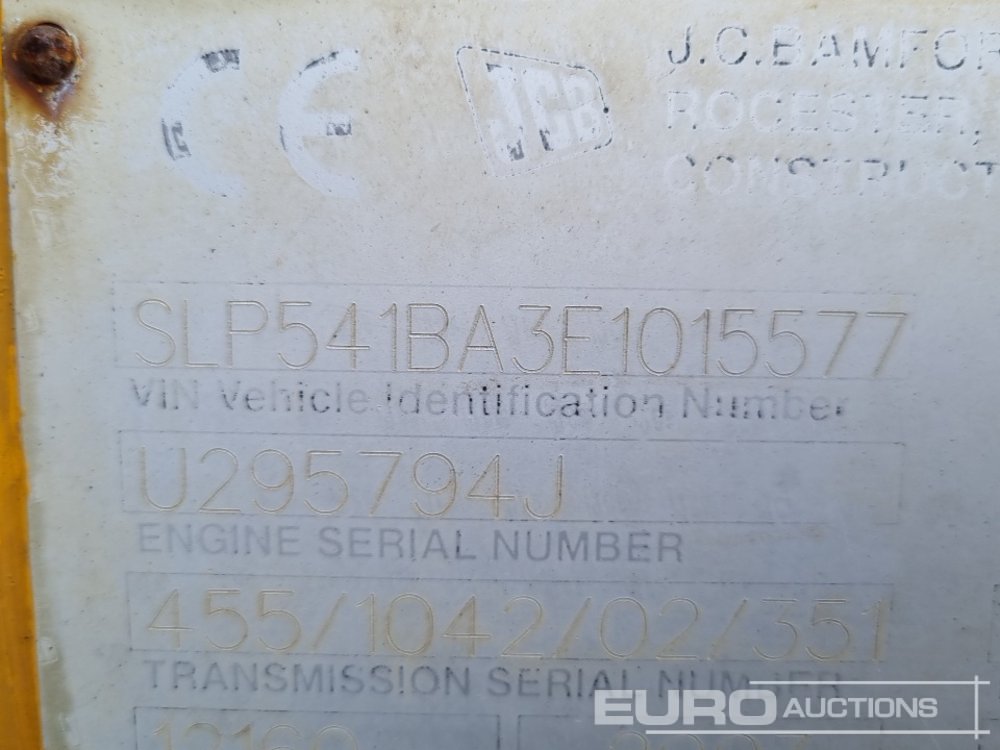 CE JCB J.C.BAMFOR
ROCESTER,
CONSTRUCT
SLP541BA3E1015577
VIN Vehicle Identification Number
U295794J
ENGINE SERIAL NUMBER
455/1042/02/351
TRANSMISSION SERIAL NUMBER
EURO AUCTIONS